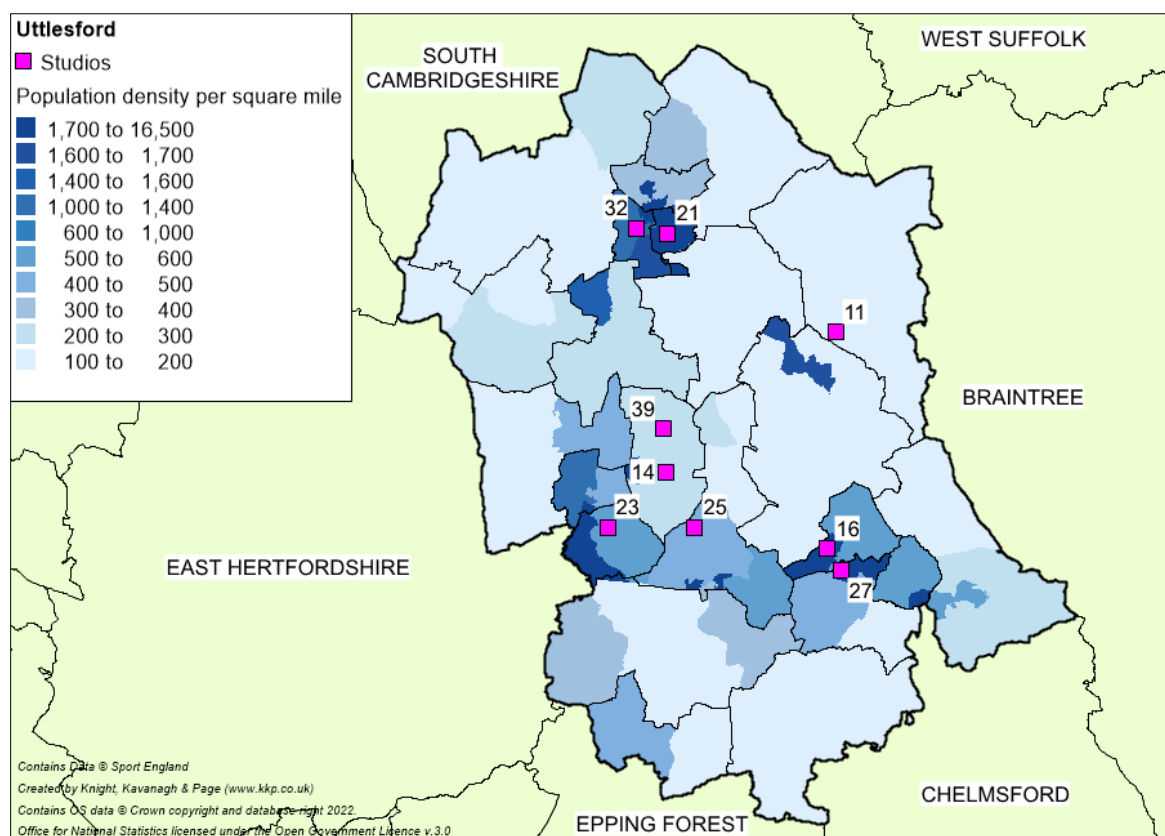 Uttlesford
Studios
Population density per square mile
1,700 to 16,500
1,600 to 1,700
1,400 to 1,600
1,000 to 1,400
600 to 1,000
500 to 600
400 to 500
300 to 400
200 to 300
100 to 200
SOUTH
CAMBRIDGESHIRE
WEST SUFFOLK
32
21
11
BRAINTREE
39
14
23
25
16
EAST HERTFORDSHIRE
27
CHELMSFORD
EPPING FOREST
Contains Data © Sport England
Created by Knight, Kavanagh & Page (www.kkp.co.uk)
Contains OS data © Crown copyright and database right 2022.
Office for National Statistics licensed under the Open Government Licence v.3.0